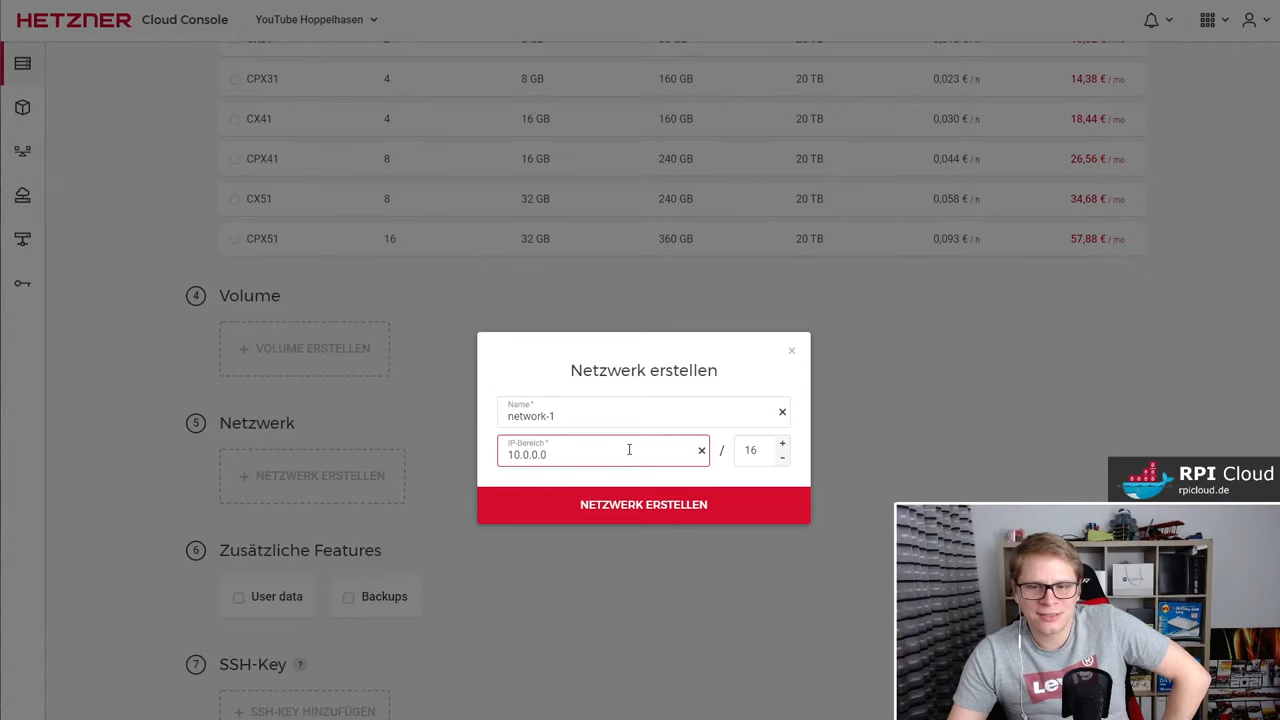 HETZNER Cloud Console YouTube Hoppelhasen
CPX31 4 8 GB 160 GB 20 TB 0,023 € / h 14,38 € / mo
CX41 4 16 GB 160 GB 20 TB 0,030 € / h 18,44 € / mo
CPX41 8 16 GB 240 GB 20 TB 0,044 € / h 26,56 € / mo
CX51 8 32 GB 240 GB 20 TB 0,058 € / h 34,68 € / mo
CPX51 16 32 GB 360 GB 20 TB 0,093 € / h 57,88 € / mo
4 Volume
+ VOLUME ERSTELLEN
5 Netzwerk
+ NETZWERK ERSTELLEN
6 Zusätzliche Features
User data Backups
7 SSH-Key ?
+ SSH-KEY HINZUFÜGEN
×
Netzwerk erstellen
Name *
network-1 ×
IP-Bereich *
10.0.0.0 × / 16 + -
NETZWERK ERSTELLEN
RPI Cloud
rpicloud.de